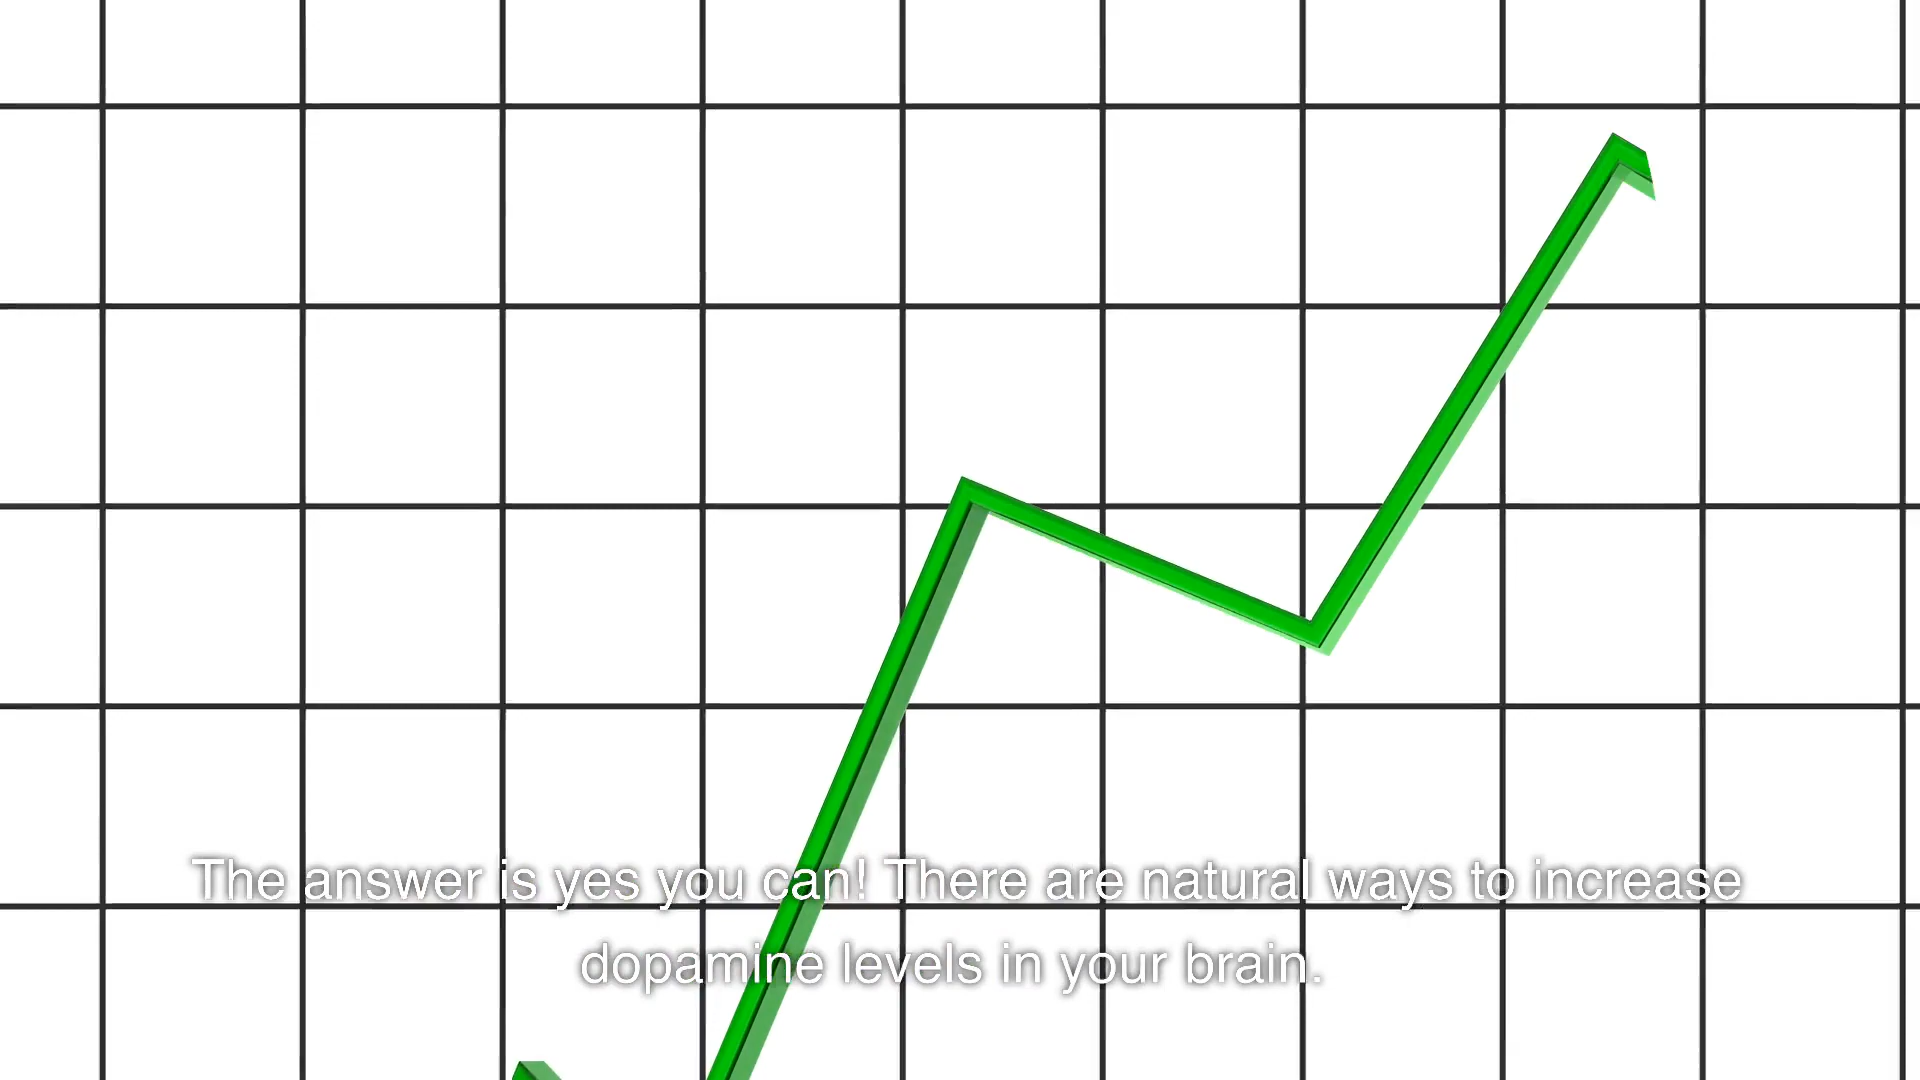 The answer is yes you can! There are natural ways to increase
dopamine levels in your brain.